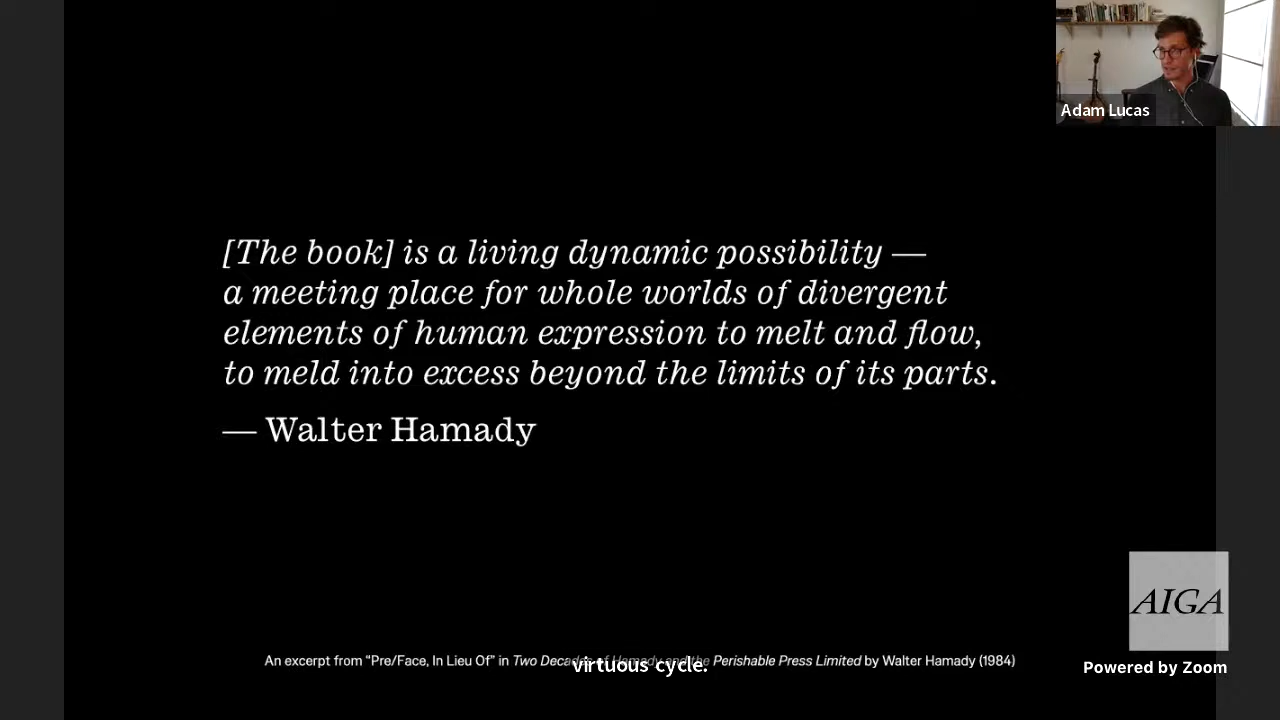 Adam Lucas
[The book] is a living dynamic possibility —
a meeting place for whole worlds of divergent
elements of human expression to melt and flow,
to meld into excess beyond the limits of its parts.
— Walter Hamady
AIGA
An excerpt from “Pre/Face, In Lieu Of” in Two Decades of Hamady and the Perishable Press Limited by Walter Hamady (1984)
virtuous cycle.
Powered by Zoom